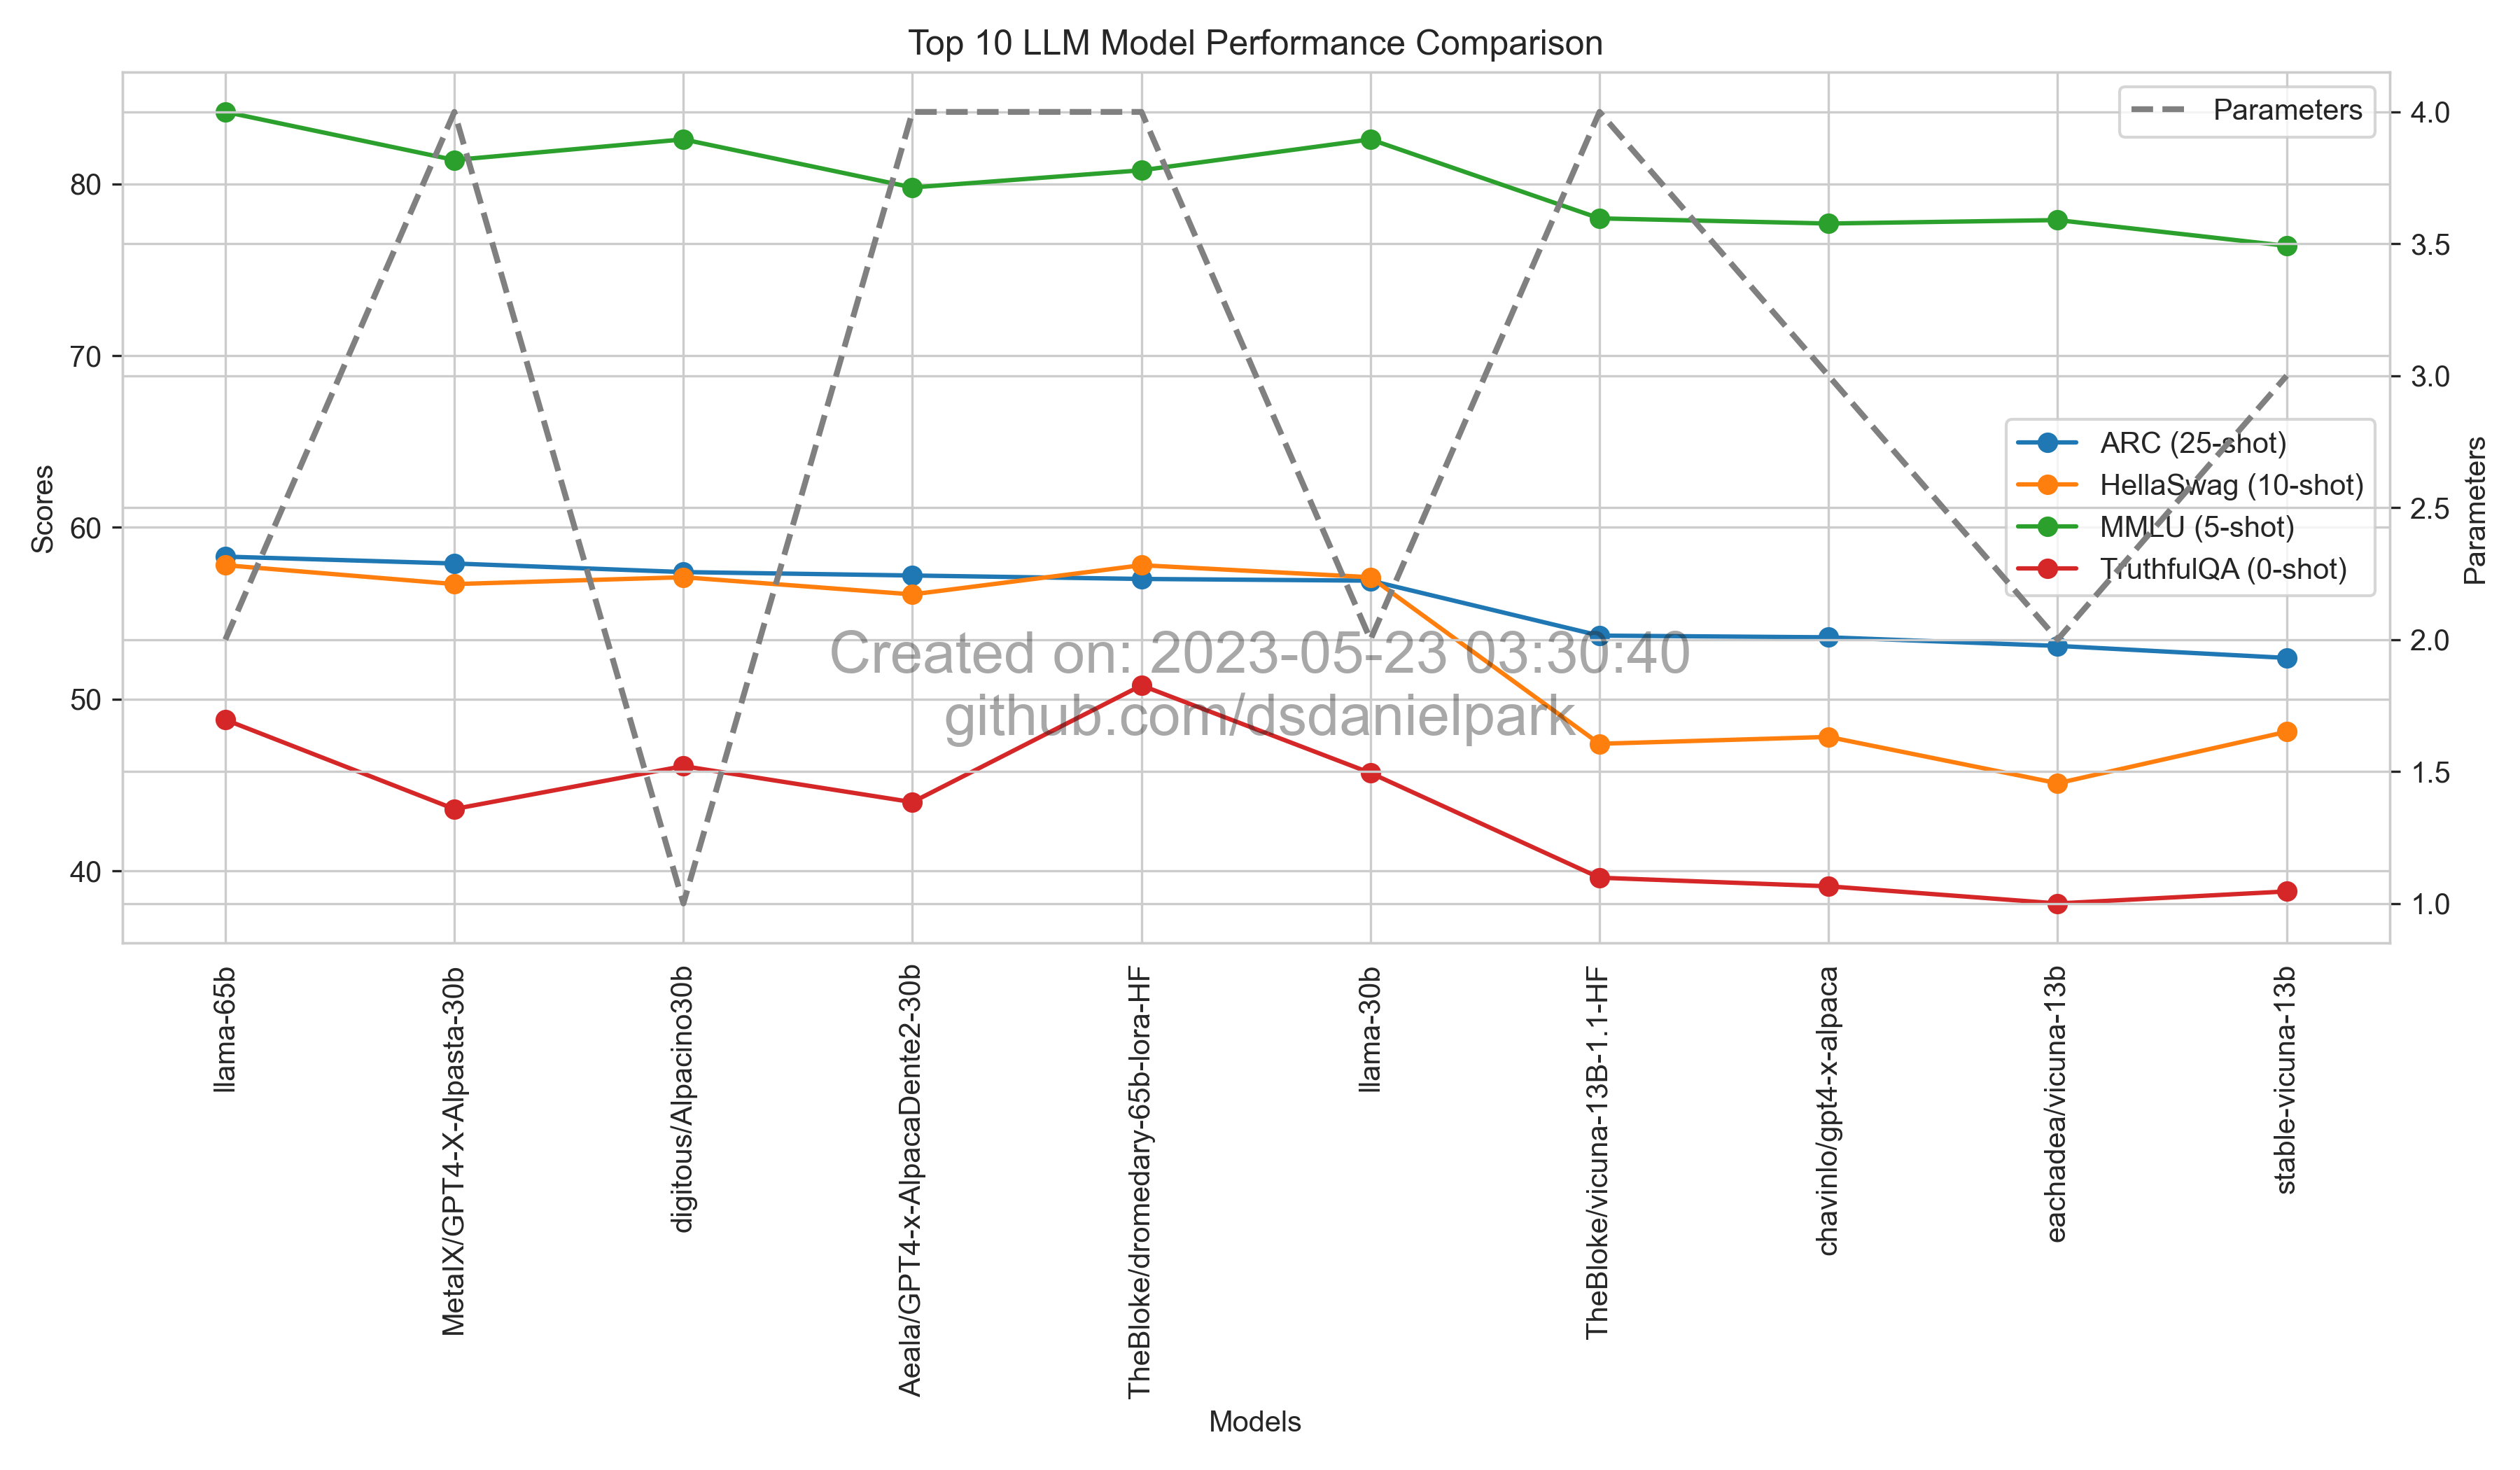 Top 10 LLM Model Performance Comparison
Parameters
80
70
60
50
40
Scores
4.0
3.5
3.0
2.5
2.0
1.5
1.0
Parameters
ARC (25-shot)
HellaSwag (10-shot)
MMLU (5-shot)
TruthfulQA (0-shot)
Created on: 2023-05-23 03:30:40
github.com/dsdanielpark
llama-65b
MetaIX/GPT4-X-Alpasta-30b
digitous/Alpacino30b
Aeala/GPT4-x-AlpacaDente2-30b
TheBloke/dromedary-65b-lora-HF
llama-30b
TheBloke/vicuna-13B-1.1-HF
chavinlo/gpt4-x-alpaca
eachadea/vicuna-13b
stable-vicuna-13b
Models